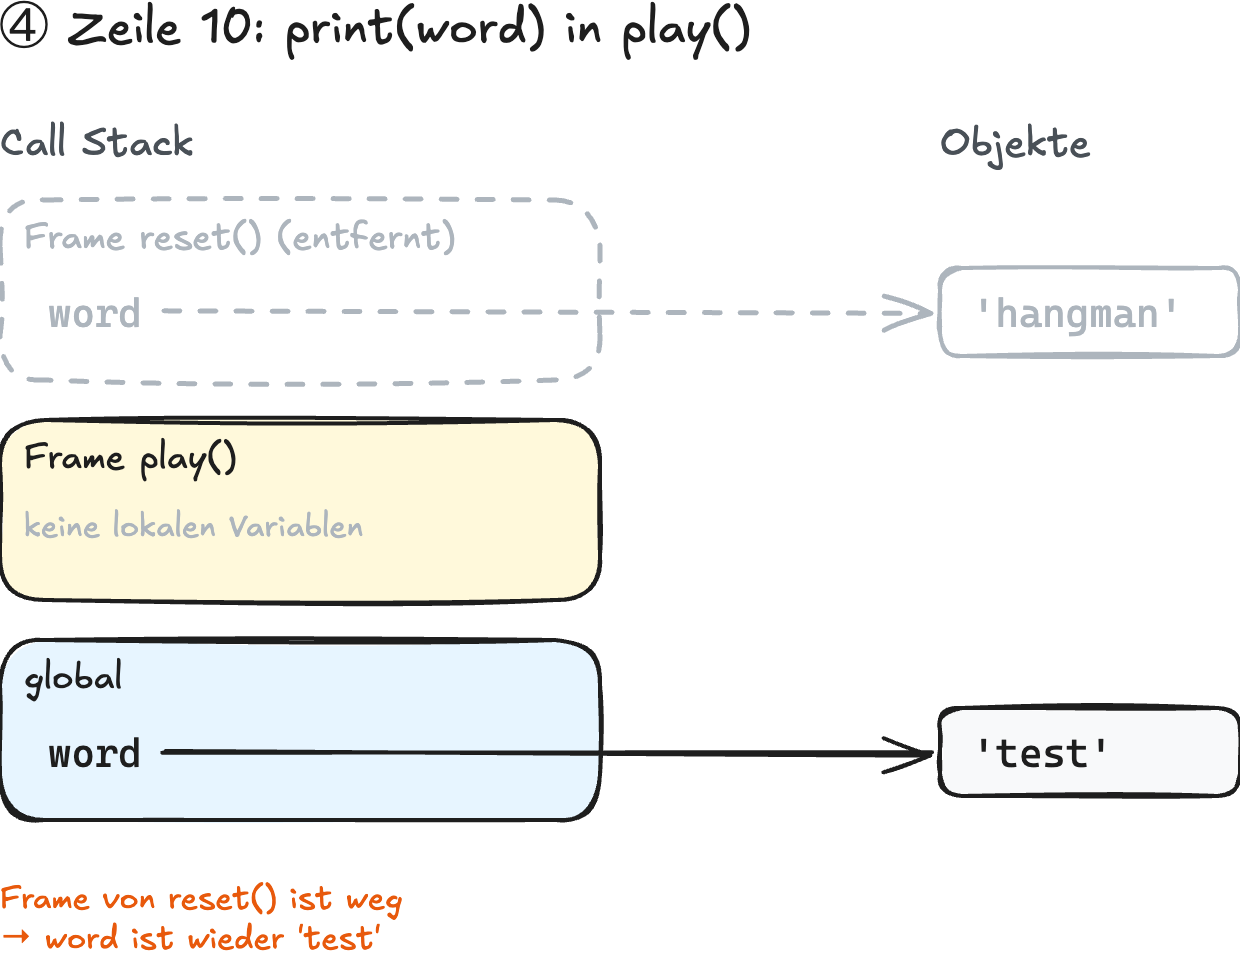 ④ Zeile 10: print(word) in play()
Call Stack
Objekte
Frame reset() (entfernt)
word
'hangman'
Frame play()
keine lokalen Variablen
global
word
'test'
Frame von reset() ist weg
→ word ist wieder 'test'